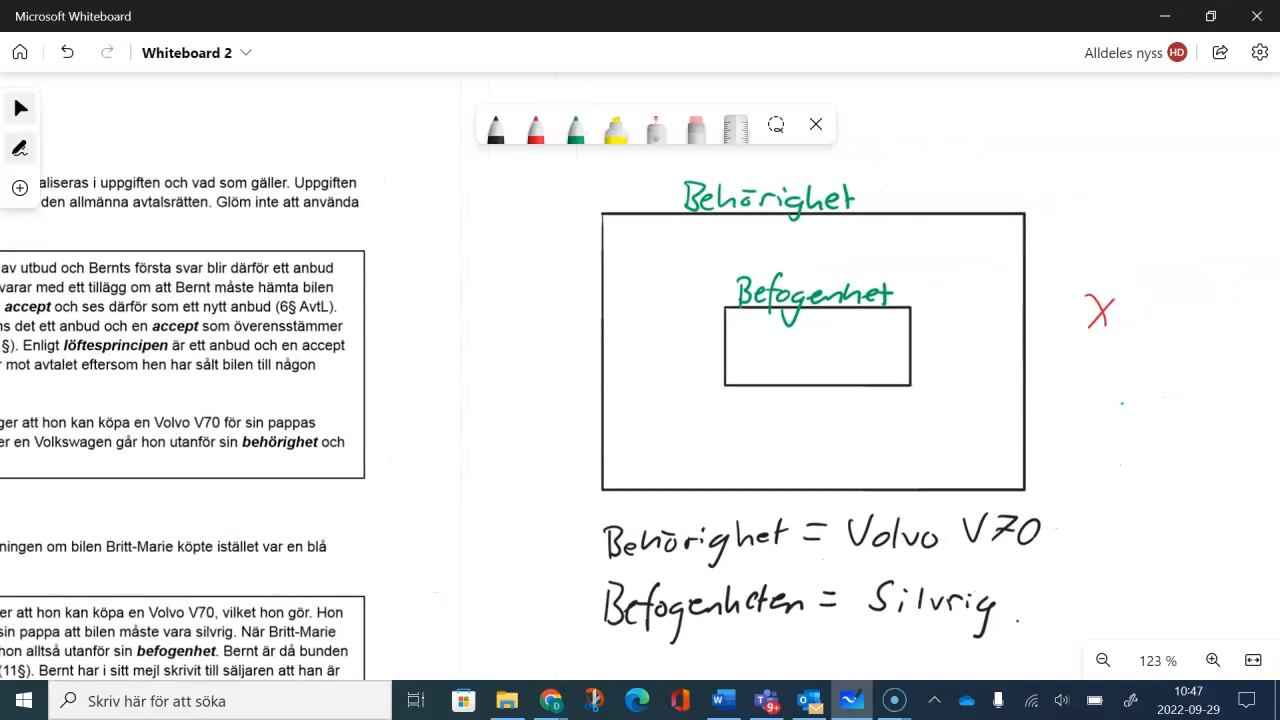 Microsoft Whiteboard
Whiteboard 2
Alldeles nyss HD
aliseras i uppgiften och vad som gäller. Uppgiften
den allmänna avtalsrätten. Glöm inte att använda
av utbud och Bernts första svar blir därför ett anbud
varar med ett tillägg om att Bernt måste hämta bilen
accept och ses därför som ett nytt anbud (6§ AvtL).
ns det ett anbud och en accept som överensstämmer
§). Enligt löftesprincipen är ett anbud och en accept
r mot avtalet eftersom hen har sålt bilen till någon
ger att hon kan köpa en Volvo V70 för sin pappas
er en Volkswagen går hon utanför sin behörighet och
ningen om bilen Britt-Marie köpte istället var en blå
er att hon kan köpa en Volvo V70, vilket hon gör. Hon
sin pappa att bilen måste vara silvrig. När Britt-Marie
hon alltså utanför sin befogenhet. Bernt är då bunden
(11§). Bernt har i sitt mejl skrivit till säljaren att han är
Behörighet
Befogenhet
X
Behörighet = Volvo V70
Befogenheten = Silvrig
123 %
Skriv här för att söka
9+
10:47
2022-09-29